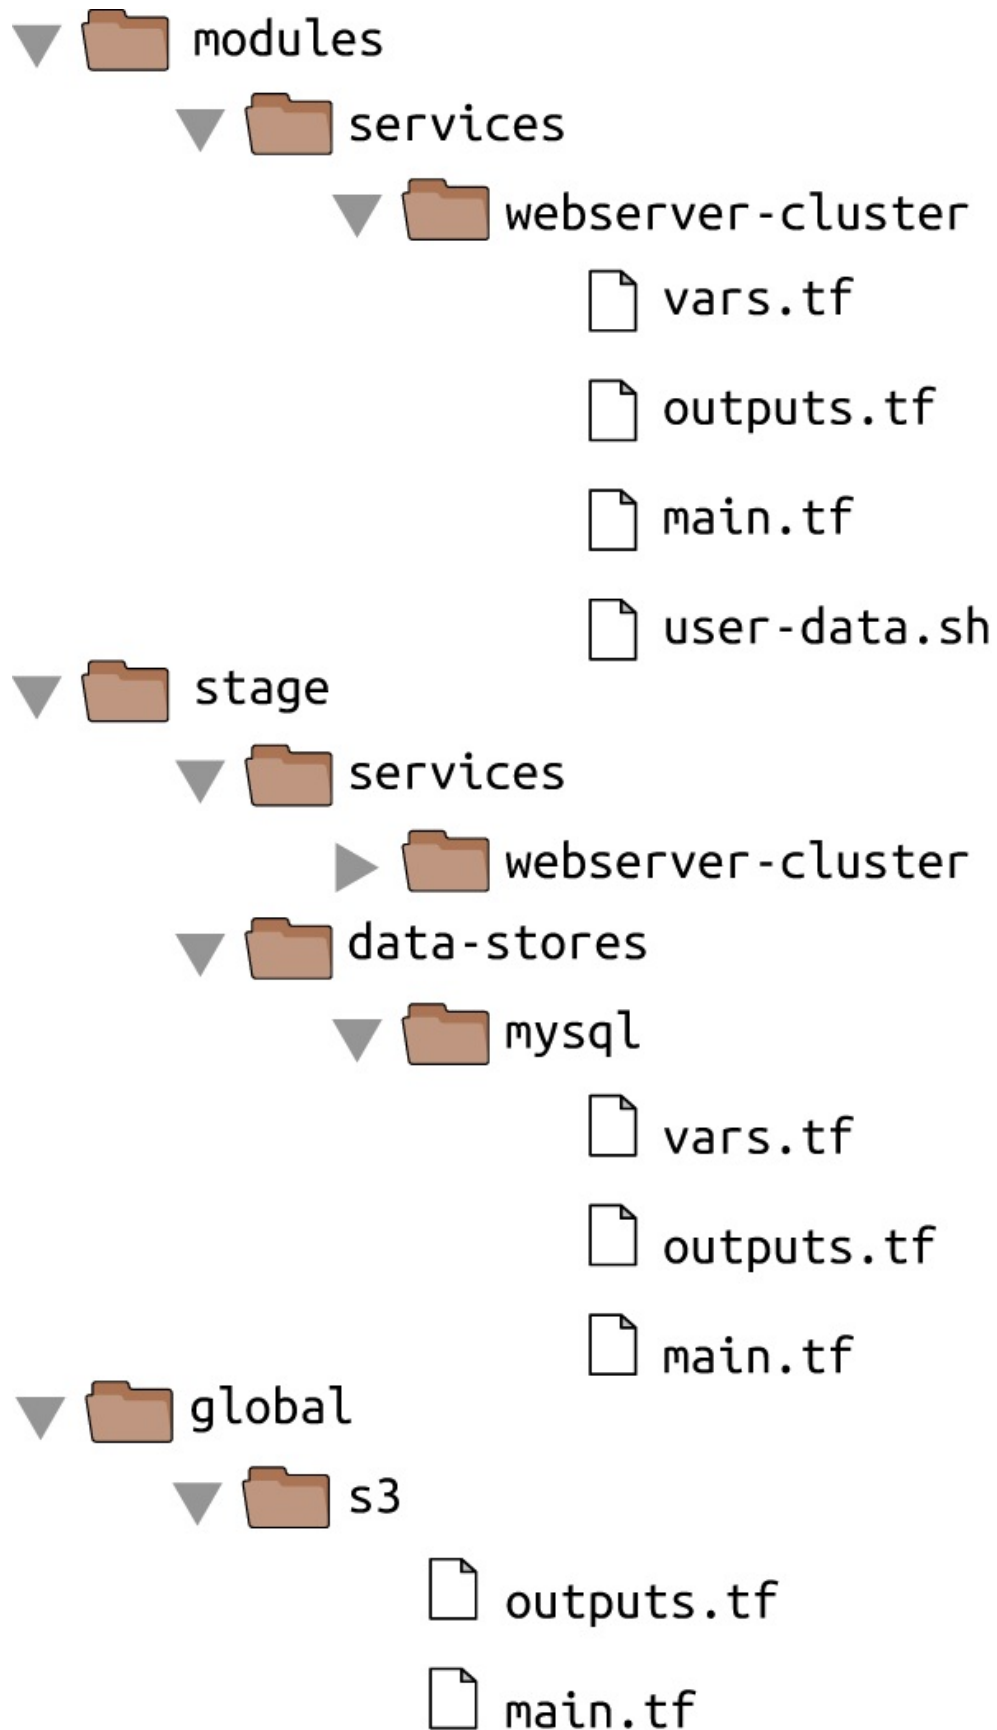 modules
services
webserver-cluster
vars.tf
outputs.tf
main.tf
user-data.sh
stage
services
webserver-cluster
data-stores
mysql
vars.tf
outputs.tf
main.tf
global
s3
outputs.tf
main.tf